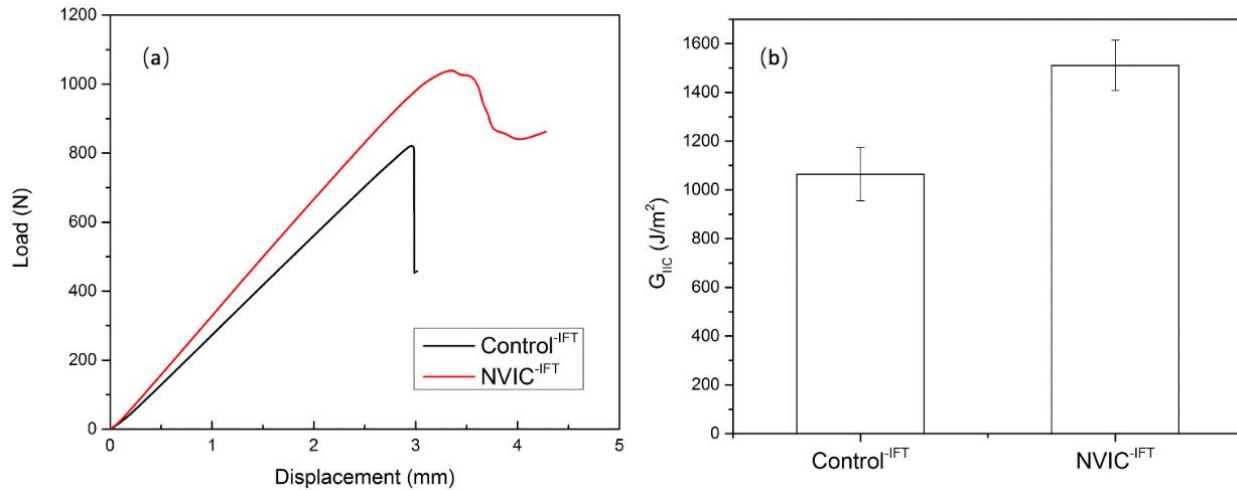 (a)
1200
1000
800
600
400
200
0
Load (N)
0 1 2 3 4 5
Displacement (mm)
Control-IFT
NVIC-IFT
(b)
1600
1400
1200
1000
800
600
400
200
0
GIIC (J/m²)
Control-IFT NVIC-IFT